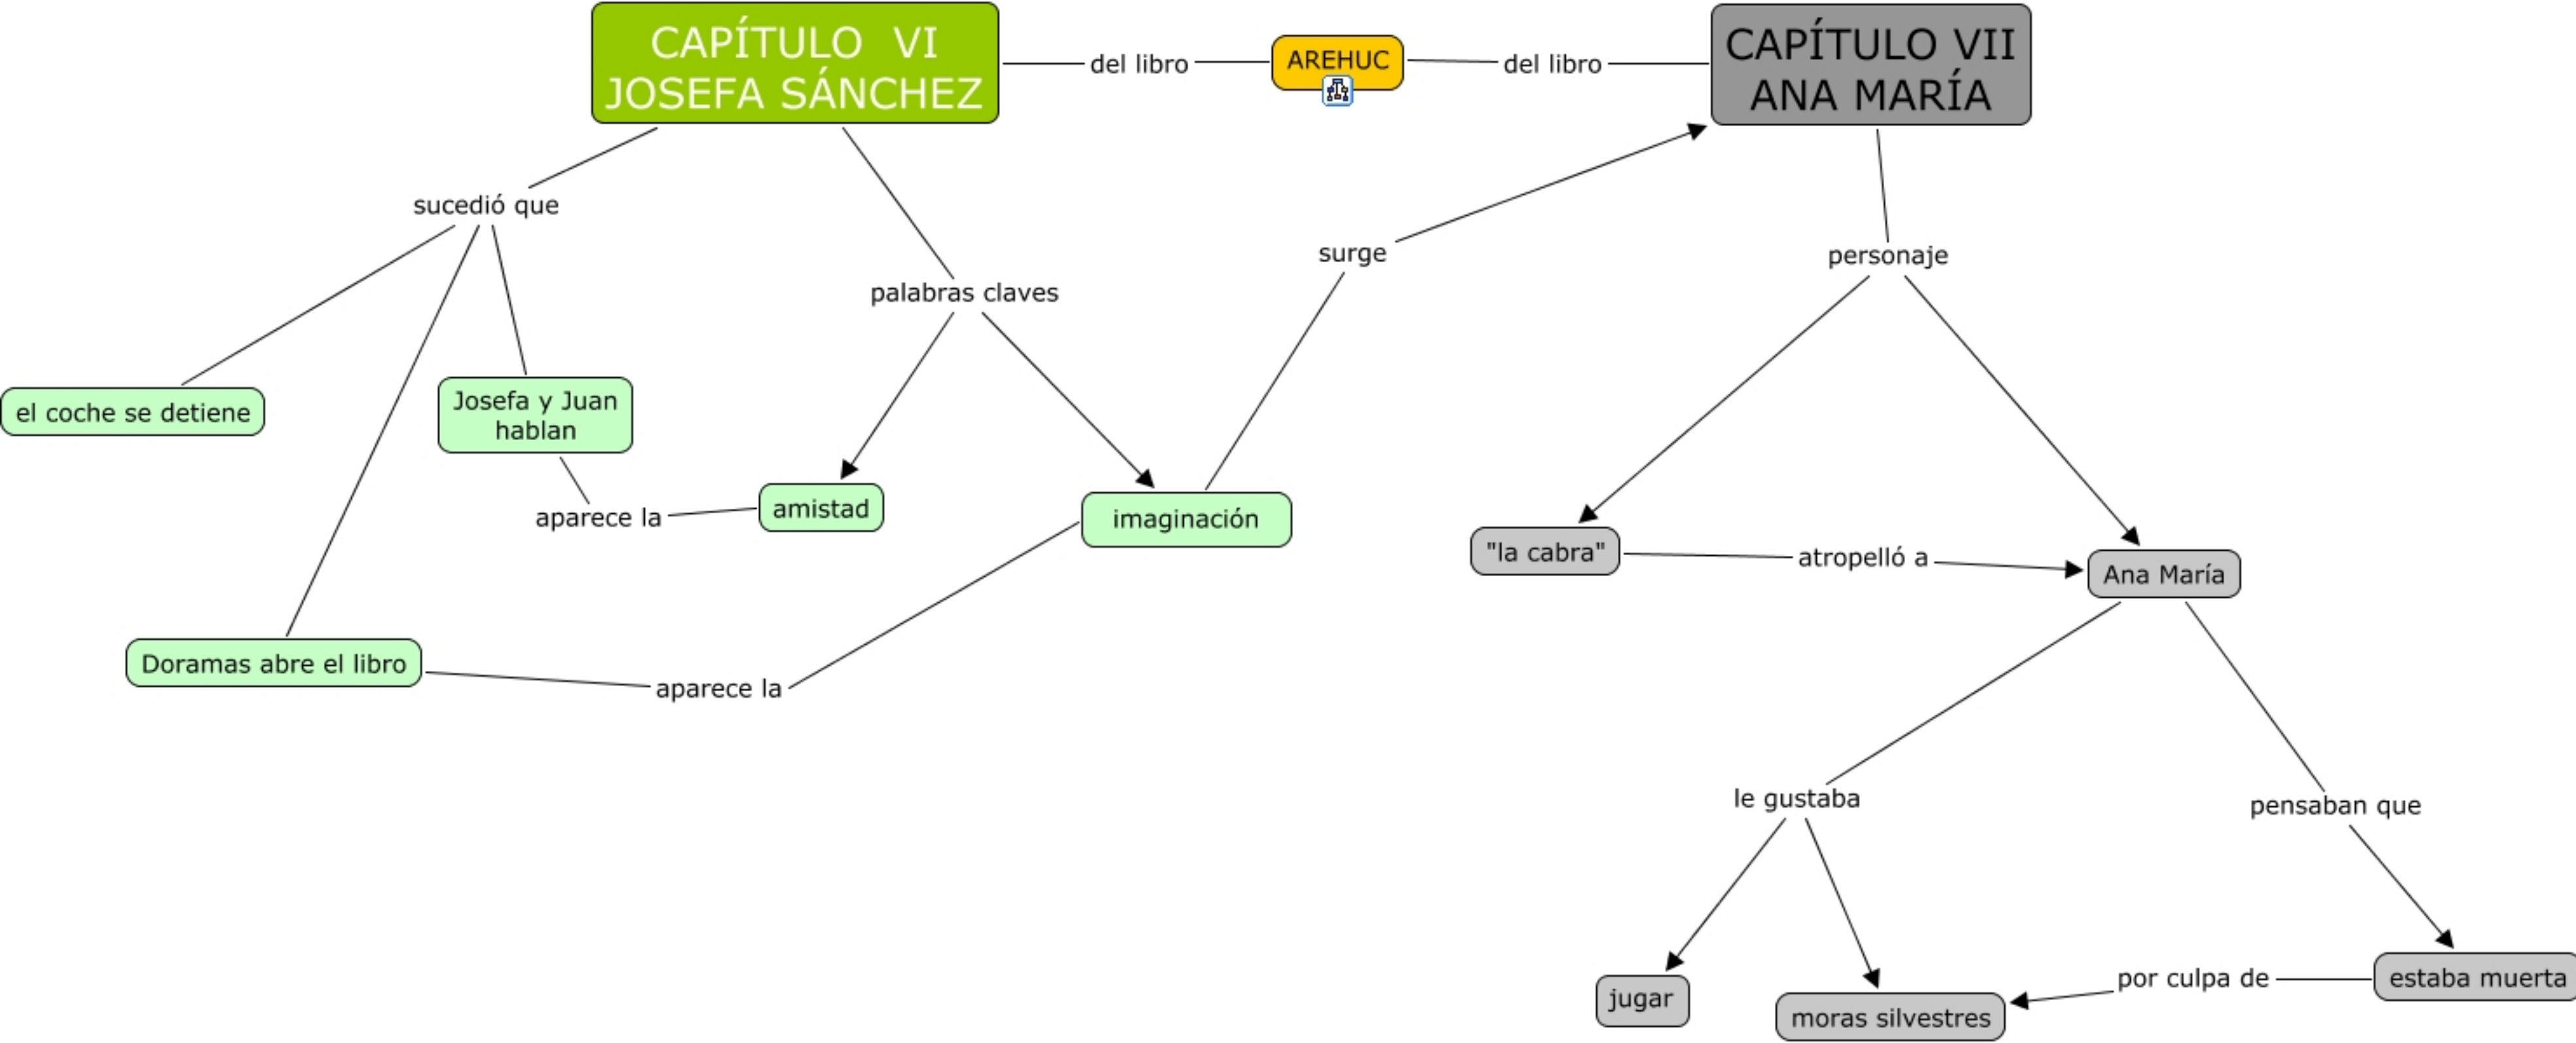 CAPÍTULO  VI
JOSEFA SÁNCHEZ
del libro
AREHUC
del libro
CAPÍTULO VII
ANA MARÍA
sucedió que
palabras claves
surge
personaje
el coche se detiene
Josefa y Juan
hablan
aparece la
amistad
imaginación
"la cabra"
atropelló a
Ana María
Doramas abre el libro
aparece la
le gustaba
pensaban que
jugar
moras silvestres
por culpa de
estaba muerta